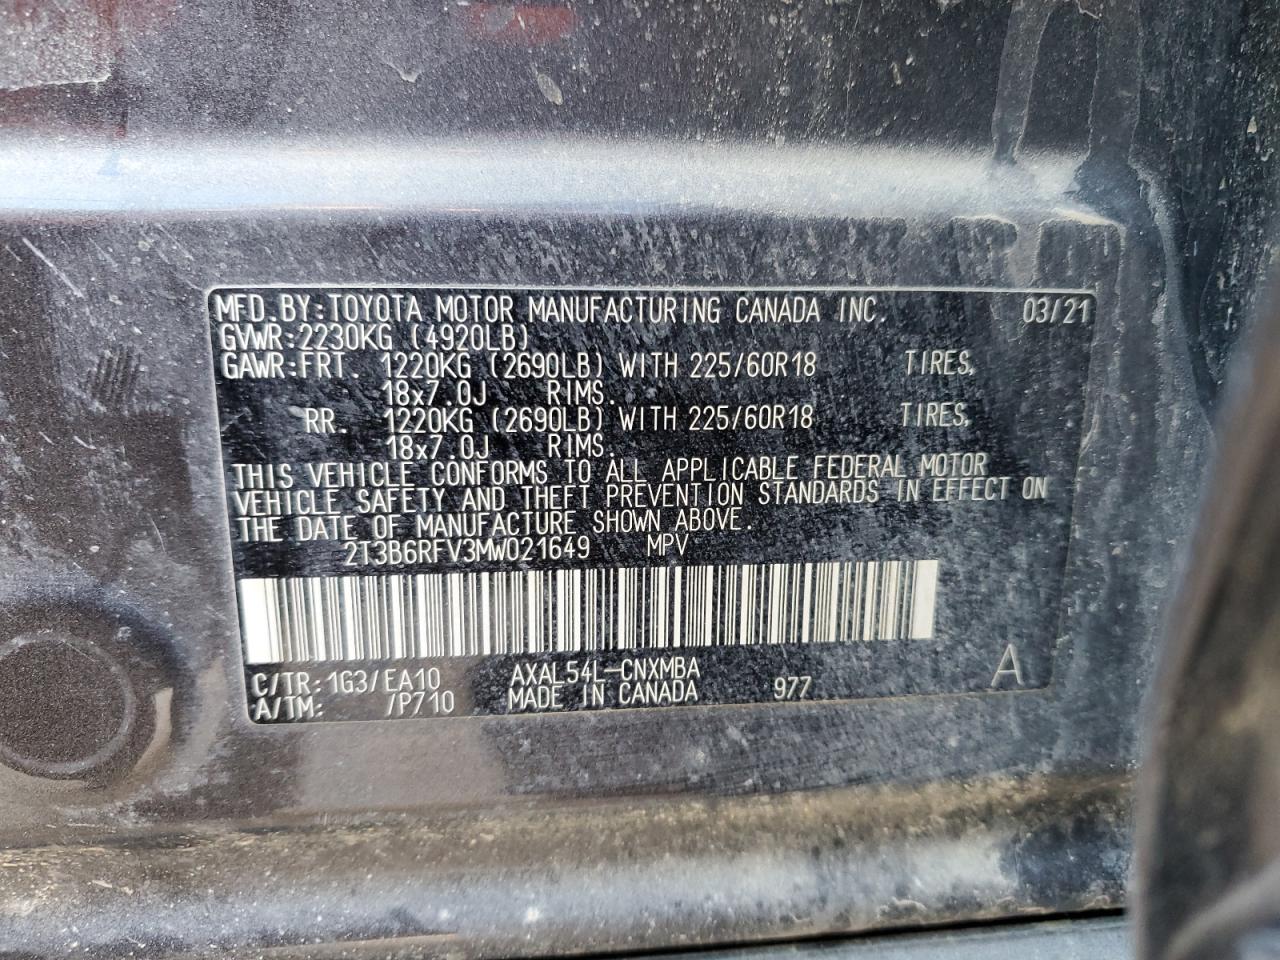 MFD.BY:TOYOTA MOTOR MANUFACTURING CANADA INC. 03/21
GVWR:2230KG (4920LB)
GAWR:FRT. 1220KG (2690LB) WITH 225/60R18 TIRES,
18x7.0J RIMS.
RR. 1220KG (2690LB) WITH 225/60R18 TIRES,
18x7.0J RIMS.
THIS VEHICLE CONFORMS TO ALL APPLICABLE FEDERAL MOTOR
VEHICLE SAFETY AND THEFT PREVENTION STANDARDS IN EFFECT ON
THE DATE OF MANUFACTURE SHOWN ABOVE.
2T3B6RFV3MW021649 MPV
C/TR:1G3/EA10 AXAL54L-CNXMBA A
A/TM: /P710 MADE IN CANADA 977